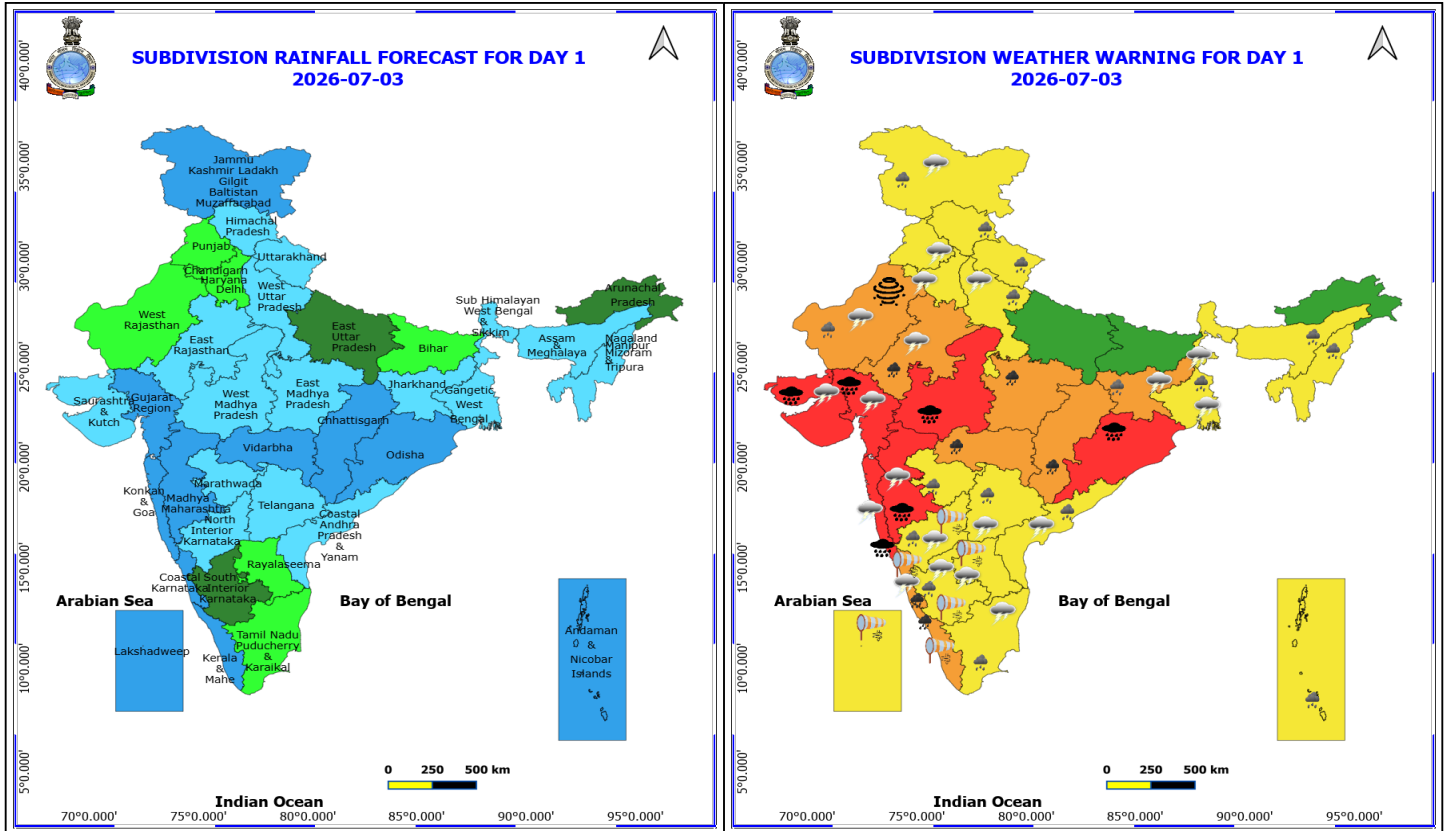 SUBDIVISION RAINFALL FORECAST FOR DAY 1
2026-07-03
40°0.000'
35°0.000'
30°0.000'
25°0.000'
20°0.000'
15°0.000'
10°0.000'
5°0.000'
Jammu
Kashmir Ladakh
Gilgit
Baltistan
Muzaffarabad
Himachal
Pradesh
Punjab
Uttarakhand
Chandigarh
Haryana
Delhi
West
Uttar
Pradesh
West
Rajasthan
East
Rajasthan
East
Uttar
Pradesh
Bihar
Sub Himalayan
West Bengal
&
Sikkim
Arunachal
Pradesh
Assam
&
Meghalaya
Nagaland
Manipur
Mizoram
&
Tripura
Saurashtra
&
Kutch
Gujarat
Region
West
Madhya
Pradesh
East
Madhya
Pradesh
Jharkhand
Gangetic
West
Bengal
Chhattisgarh
Vidarbha
Odisha
Konkan
&
Goa
Madhya
Maharashtra
Marathwada
Telangana
North
Interior
Karnataka
Coastal
Andhra
Pradesh
&
Yanam
Rayalaseema
Coastal
Karnataka
South
Interior
Karnataka
Arabian Sea
Bay of Bengal
Lakshadweep
Kerala
&
Mahe
Tamil Nadu
Puducherry
&
Karaikal
Andaman
&
Nicobar
Islands
0 250 500 km
Indian Ocean
70°0.000' 75°0.000' 80°0.000' 85°0.000' 90°0.000' 95°0.000'
SUBDIVISION WEATHER WARNING FOR DAY 1
2026-07-03
40°0.000'
35°0.000'
30°0.000'
25°0.000'
20°0.000'
15°0.000'
10°0.000'
5°0.000'
Arabian Sea
Bay of Bengal
0 250 500 km
Indian Ocean
70°0.000' 75°0.000' 80°0.000' 85°0.000' 90°0.000' 95°0.000'